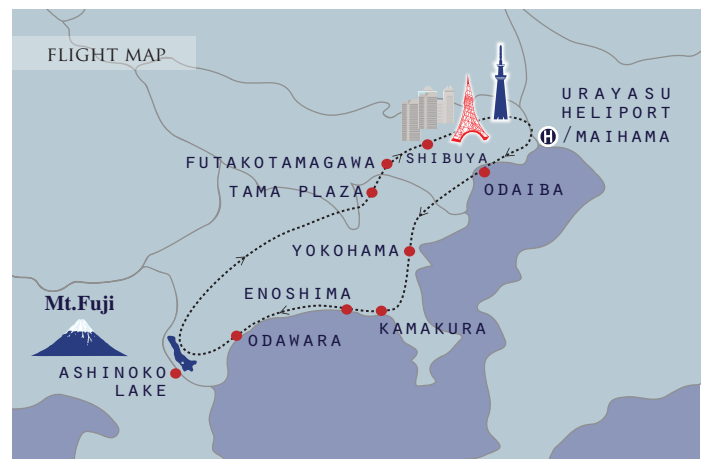 FLIGHT MAP
URAYASU
HELIPORT
/MAIHAMA
H
FUTAKOTAMAGAWA
SHIBUYA
TAMA PLAZA
ODAIBA
YOKOHAMA
Mt.Fuji
ENOSHIMA
KAMAKURA
ODAWARA
ASHINOKO
LAKE